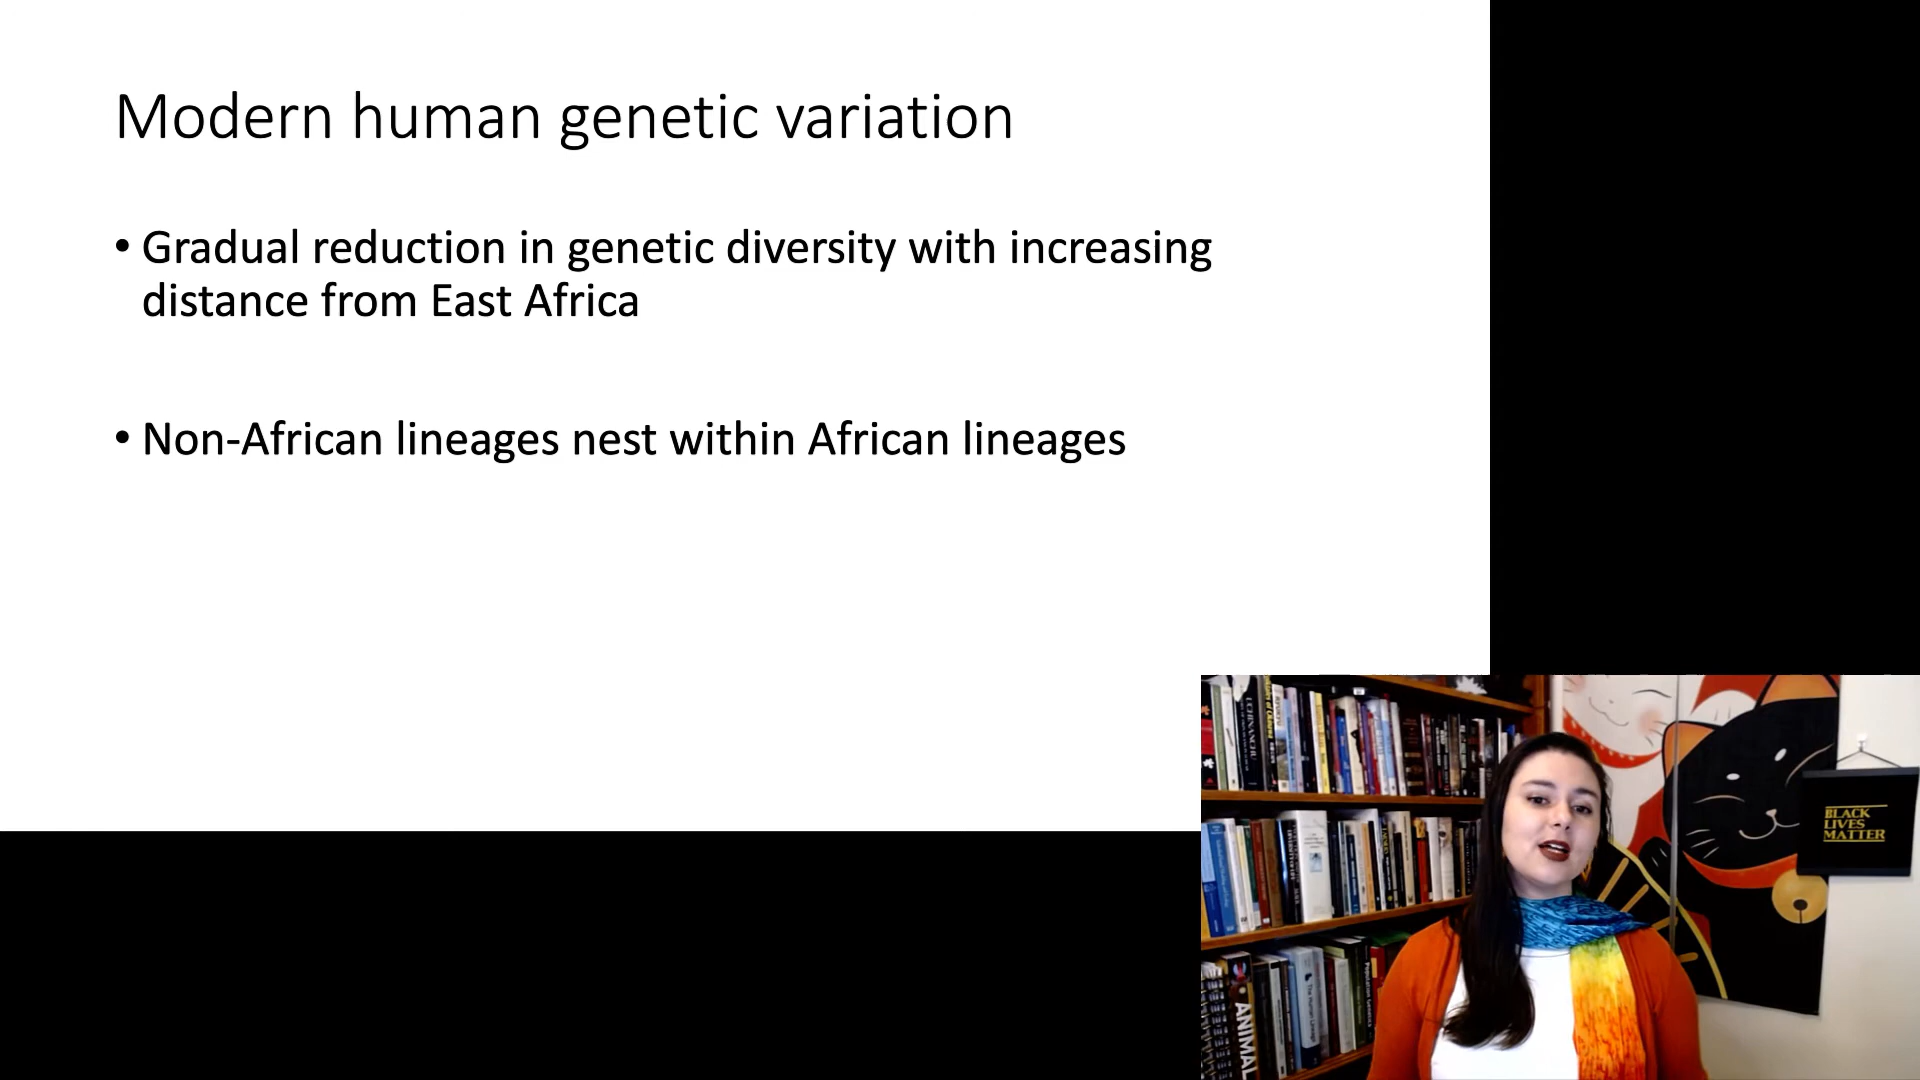 Modern human genetic variation
• Gradual reduction in genetic diversity with increasing
distance from East Africa
• Non-African lineages nest within African lineages
BLACK
LIVES
MATTER
ANIMAL